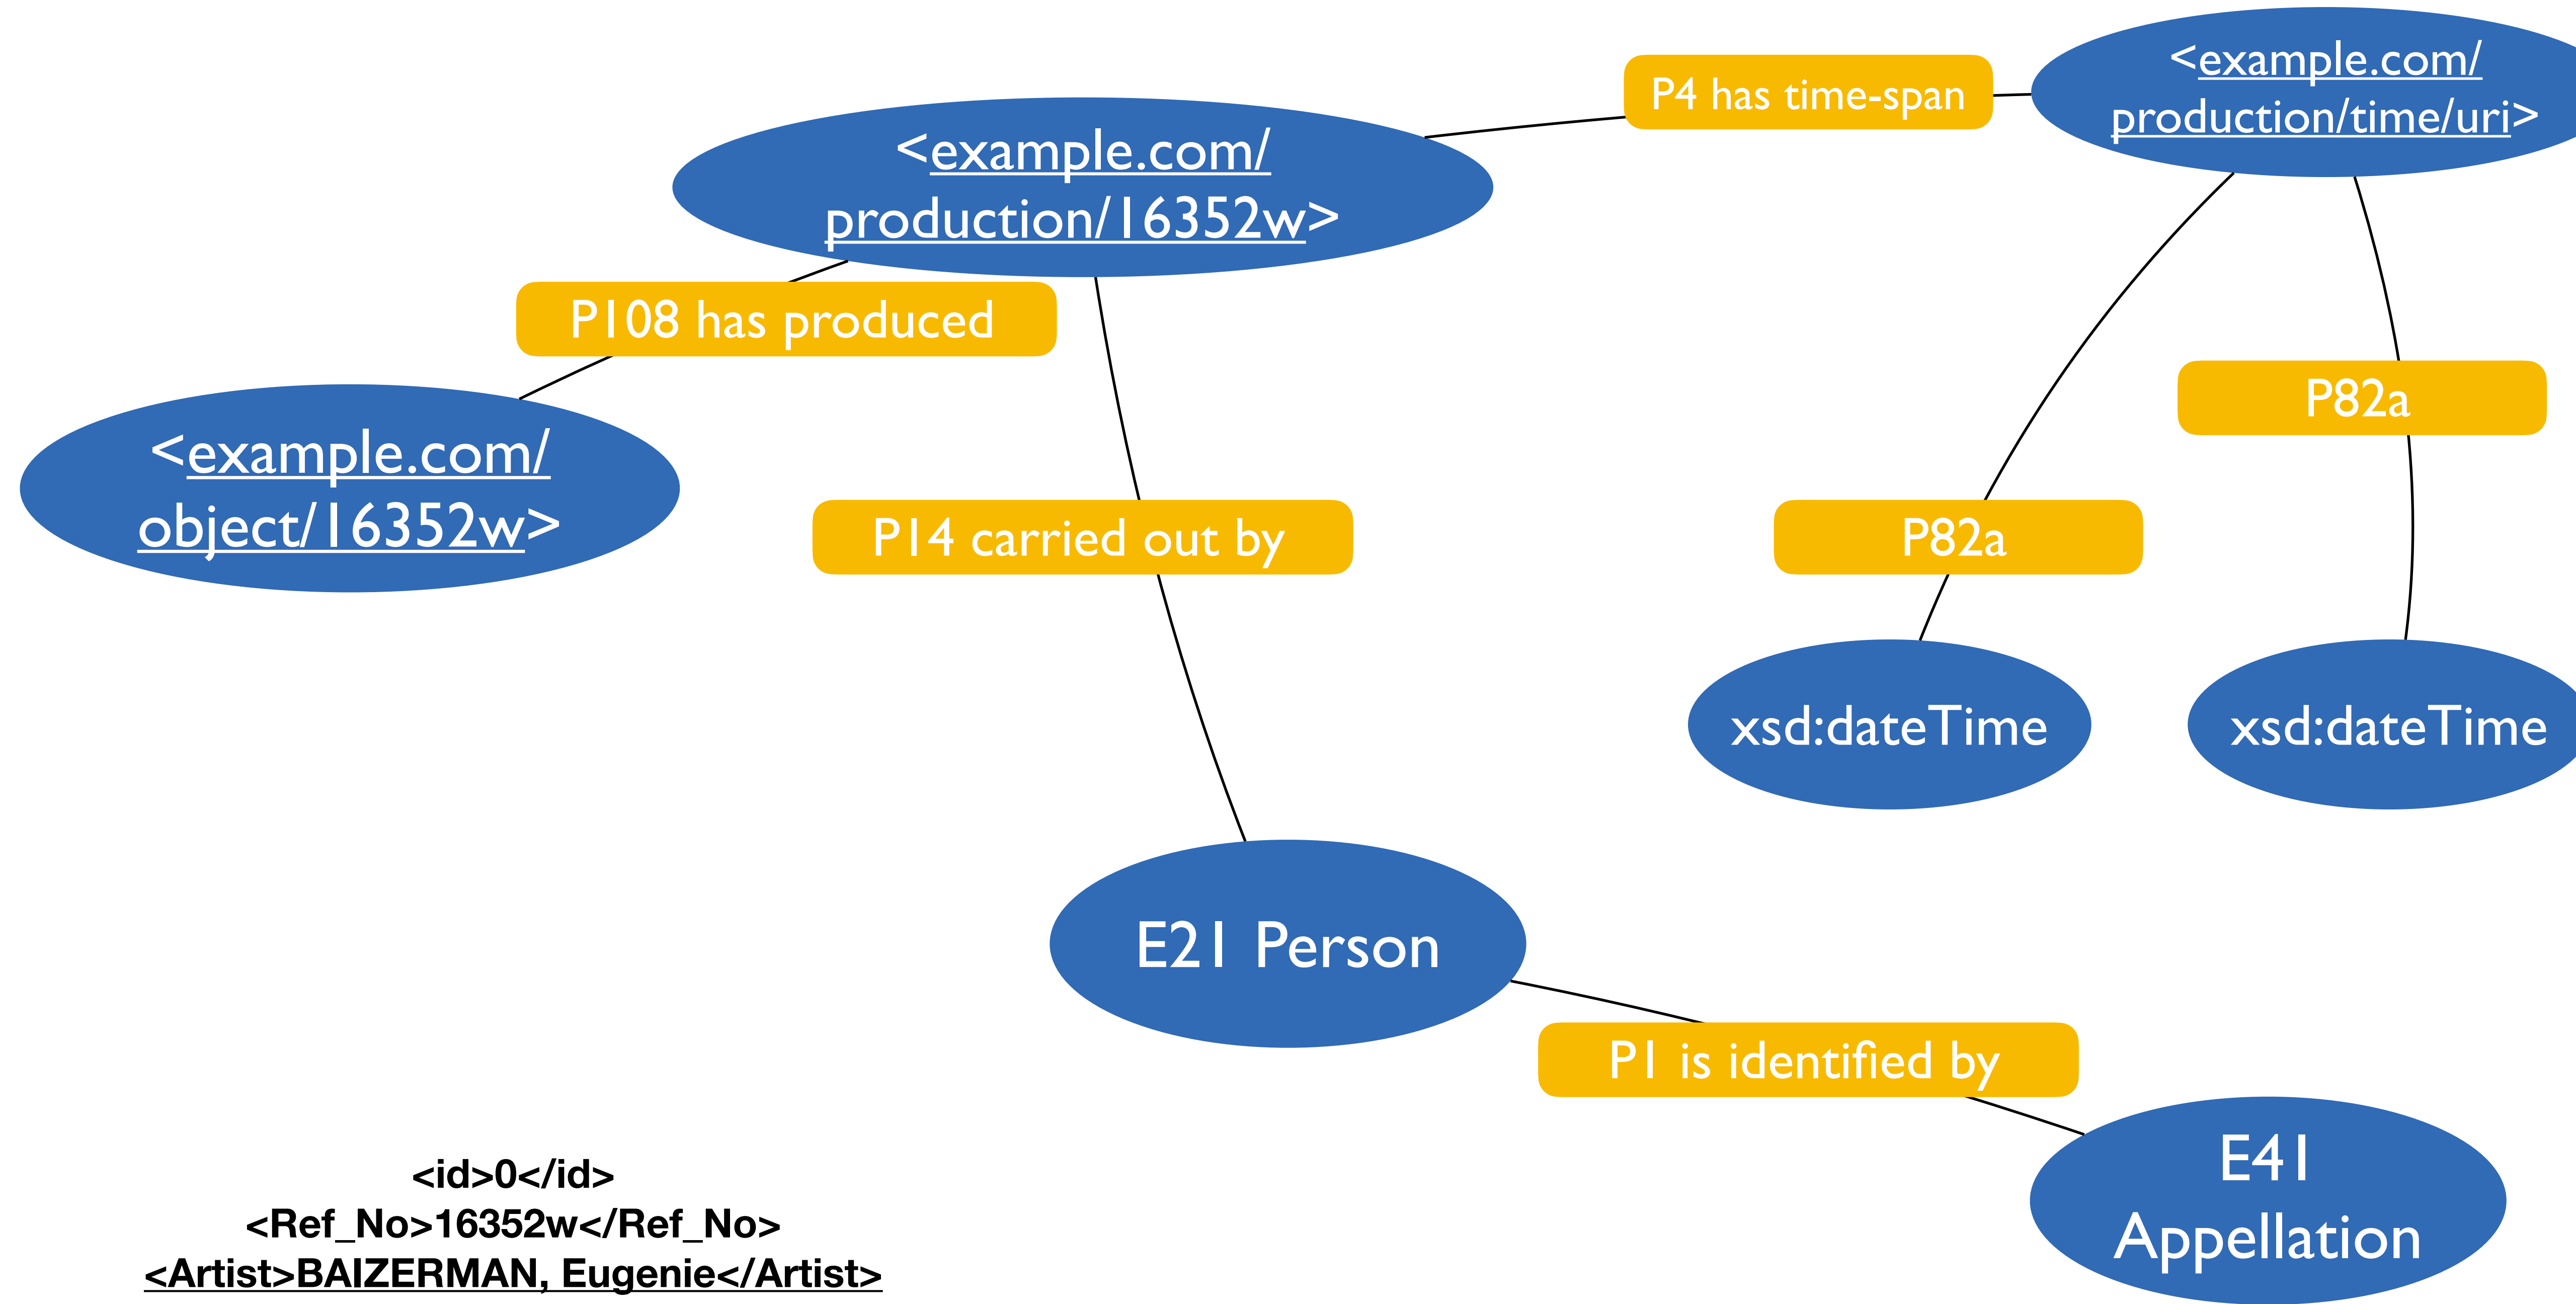 <example.com/
production/time/uri>
P4 has time-span
<example.com/
production/16352w>
P108 has produced
P82a
<example.com/
object/16352w>
P14 carried out by
P82a
xsd:dateTime
xsd:dateTime
E21 Person
P1 is identified by
E41
Appellation
<id>0</id>
<Ref_No>16352w</Ref_No>
<Artist>BAIZERMAN, Eugenie</Artist>